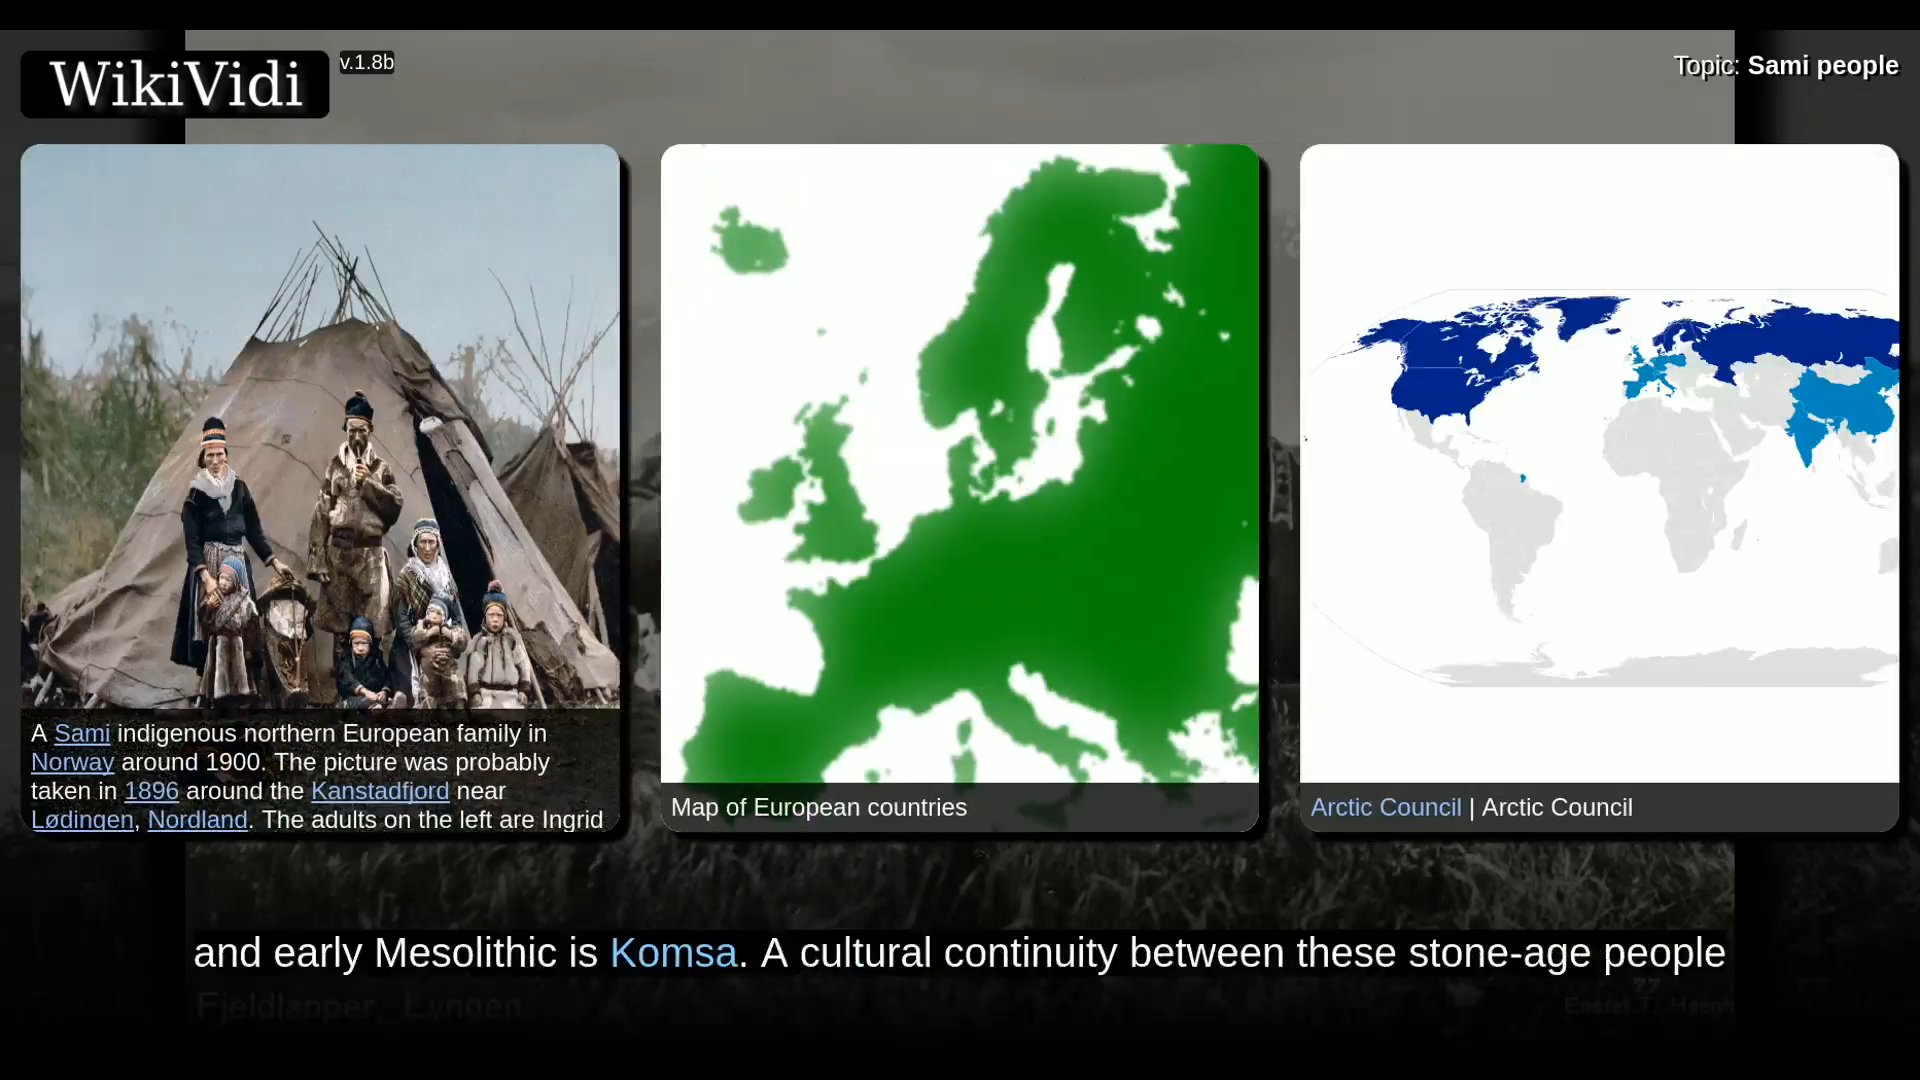 WikiVidi
v.1.8b
Topic: Sami people
A Sami indigenous northern European family in
Norway around 1900. The picture was probably
taken in 1896 around the Kanstadfjord near
Lødingen, Nordland. The adults on the left are Ingrid
Map of European countries
Arctic Council | Arctic Council
and early Mesolithic is Komsa. A cultural continuity between these stone-age people
Fjeldlapper Lyngen